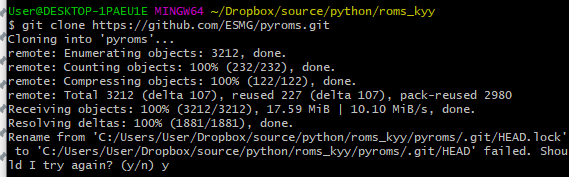 User@DESKTOP-1PAEU1E MINGW64 ~/Dropbox/source/python/roms_kyy
$ git clone https://github.com/ESMG/pyroms.git
Cloning into 'pyroms'...
remote: Enumerating objects: 3212, done.
remote: Counting objects: 100% (232/232), done.
remote: Compressing objects: 100% (122/122), done.
remote: Total 3212 (delta 107), reused 227 (delta 107), pack-reused 2980
Receiving objects: 100% (3212/3212), 17.59 MiB | 10.10 MiB/s, done.
Resolving deltas: 100% (1881/1881), done.
Rename from 'C:/Users/User/Dropbox/source/python/roms_kyy/pyroms/.git/HEAD.lock'
 to 'C:/Users/User/Dropbox/source/python/roms_kyy/pyroms/.git/HEAD' failed. Shou
ld I try again? (y/n) y